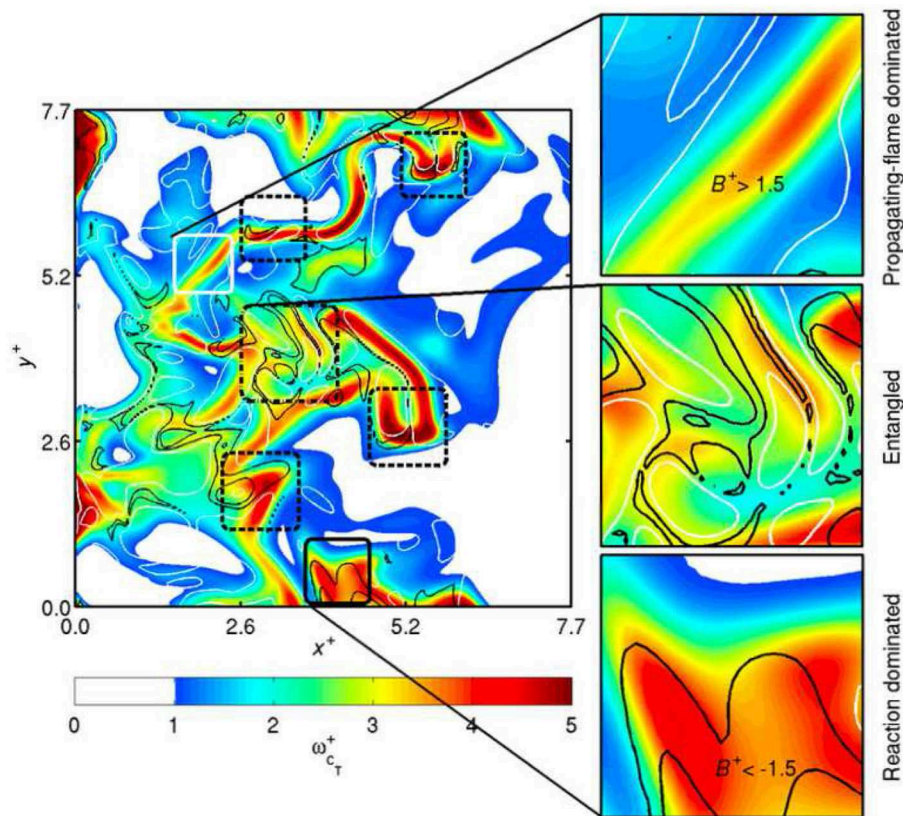 7.7
5.2
y+
2.6
0.0
0.0
2.6
5.2
7.7
x+
0
1
2
3
4
5
ω+cT
B+ > 1.5
Propagating-flame dominated
Entangled
B+ < -1.5
Reaction dominated